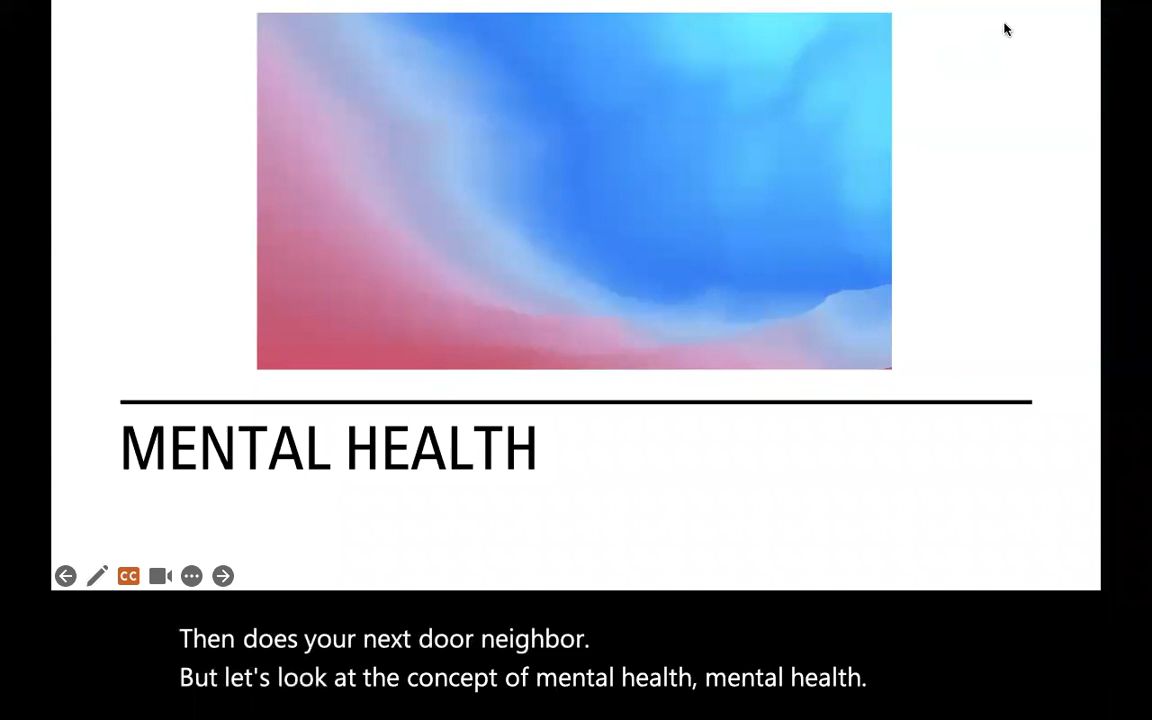 MENTAL HEALTH
CC
Then does your next door neighbor.
But let's look at the concept of mental health, mental health.